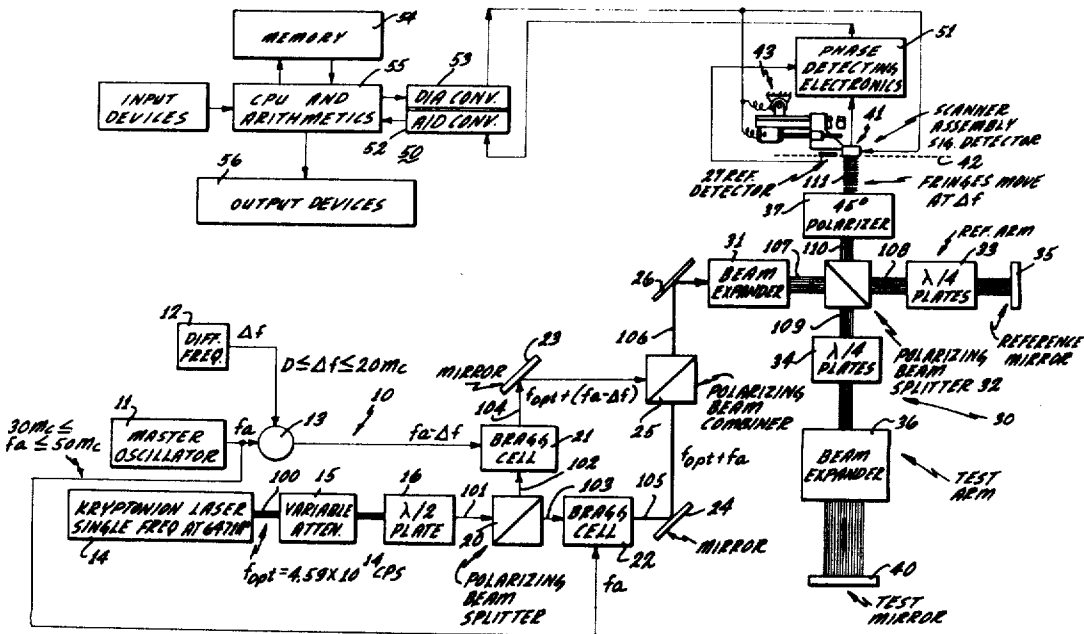 54
MEMORY
55
53
INPUT
DEVICES
CPU AND
ARITHMETICS
D/A CONV.
A/D CONV.
52
50
56
OUTPUT DEVICES
51
PHASE
DETECTING
ELECTRONICS
43
41
SCANNER
ASSEMBLY
SIG. DETECTOR
42
27 REF.
DETECTOR
111
FRINGES MOVE
AT Δf
37
45°
POLARIZER
110
REF. ARM
31
107
108
33
35
26
BEAM
EXPANDER
λ/4
PLATES
REFERENCE
MIRROR
106
109
34
λ/4
PLATES
POLARIZING
BEAM
SPLITTER 32
30
12
DIFF.
FREQ.
Δf
0≤Δf≤20mc
23
MIRROR
104
fopt+(fa-Δf)
25
POLARIZING
BEAM
COMBINER
36
BEAM
EXPANDER
TEST
ARM
10
11
MASTER
OSCILLATOR
fa
13
fa-Δf
BRAGG
CELL
21
102
fopt+fa
30mc≤
fa≤50mc
100
15
16
101
103
105
KRYPTONION LASER
SINGLE FREQ AT 6471A°
14
VARIABLE
ATTEN.
λ/2
PLATE
20
BRAGG
CELL
22
24
MIRROR
fopt=4.59X10^14 CPS
POLARIZING
BEAM
SPLITTER
fa
40
TEST
MIRROR